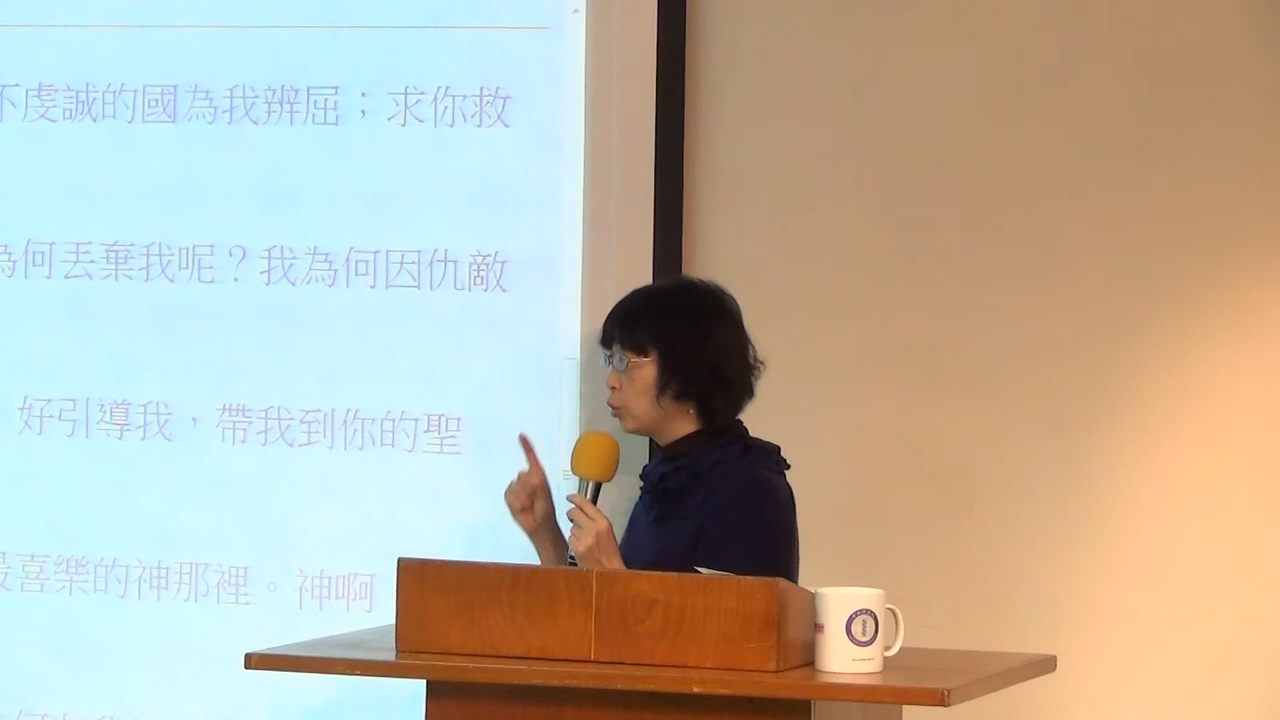 不虔誠的國為我辨屈；求你救
為何丟棄我呢？我為何因仇敵
好引導我，帶我到你的聖
最喜樂的神那裡。神啊